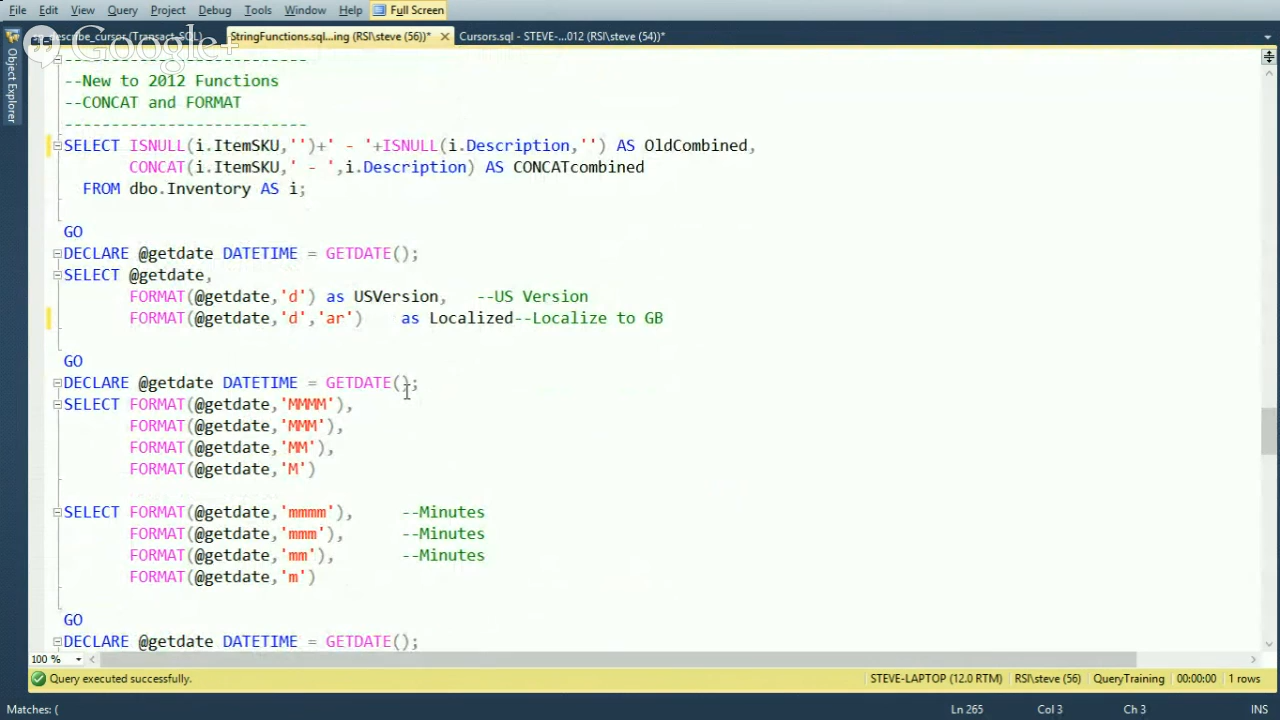 File Edit View Query Project Debug Tools Window Help Full Screen
sp_describe_cursor (Transact-SQL) StringFunctions.sql...ing (RSI\steve (56))* Cursors.sql - STEVE-...012 (RSI\steve (54))*
Google+
Object Explorer
--------------------------
--New to 2012 Functions
--CONCAT and FORMAT
--------------------------
SELECT ISNULL(i.ItemSKU,'')+' - '+ISNULL(i.Description,'') AS OldCombined,
CONCAT(i.ItemSKU,' - ',i.Description) AS CONCATcombined
FROM dbo.Inventory AS i;
GO
DECLARE @getdate DATETIME = GETDATE();
SELECT @getdate,
FORMAT(@getdate,'d') as USVersion, --US Version
FORMAT(@getdate,'d','ar') as Localized--Localize to GB
GO
DECLARE @getdate DATETIME = GETDATE();
SELECT FORMAT(@getdate,'MMMM'),
FORMAT(@getdate,'MMM'),
FORMAT(@getdate,'MM'),
FORMAT(@getdate,'M')
SELECT FORMAT(@getdate,'mmmm'), --Minutes
FORMAT(@getdate,'mmm'), --Minutes
FORMAT(@getdate,'mm'), --Minutes
FORMAT(@getdate,'m')
GO
DECLARE @getdate DATETIME = GETDATE();
100 %
Query executed successfully. STEVE-LAPTOP (12.0 RTM) RSI\steve (56) QueryTraining 00:00:00 1 rows
Matches: ( Ln 265 Col 3 Ch 3 INS